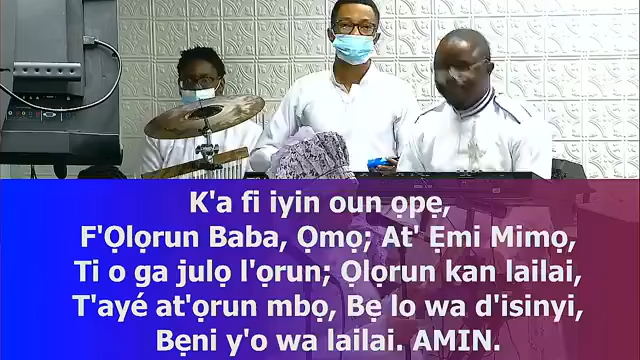 K'a fi iyin oun ọpẹ,
F'Ọlọrun Baba, Ọmọ; At' Ẹmi Mimọ,
Ti o ga julọ l'ọrun; Ọlọrun kan lailai,
T'ayé at'ọrun mbọ, Bẹ lo wa d'isinyi,
Bẹni y'o wa lailai. AMIN.